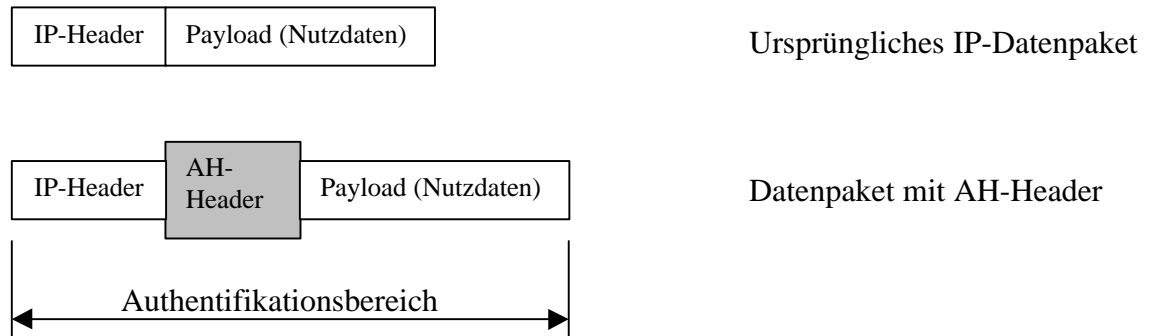 IP-Header Payload (Nutzdaten) Ursprüngliches IP-Datenpaket
IP-Header AH-Header Payload (Nutzdaten) Datenpaket mit AH-Header
Authentifikationsbereich